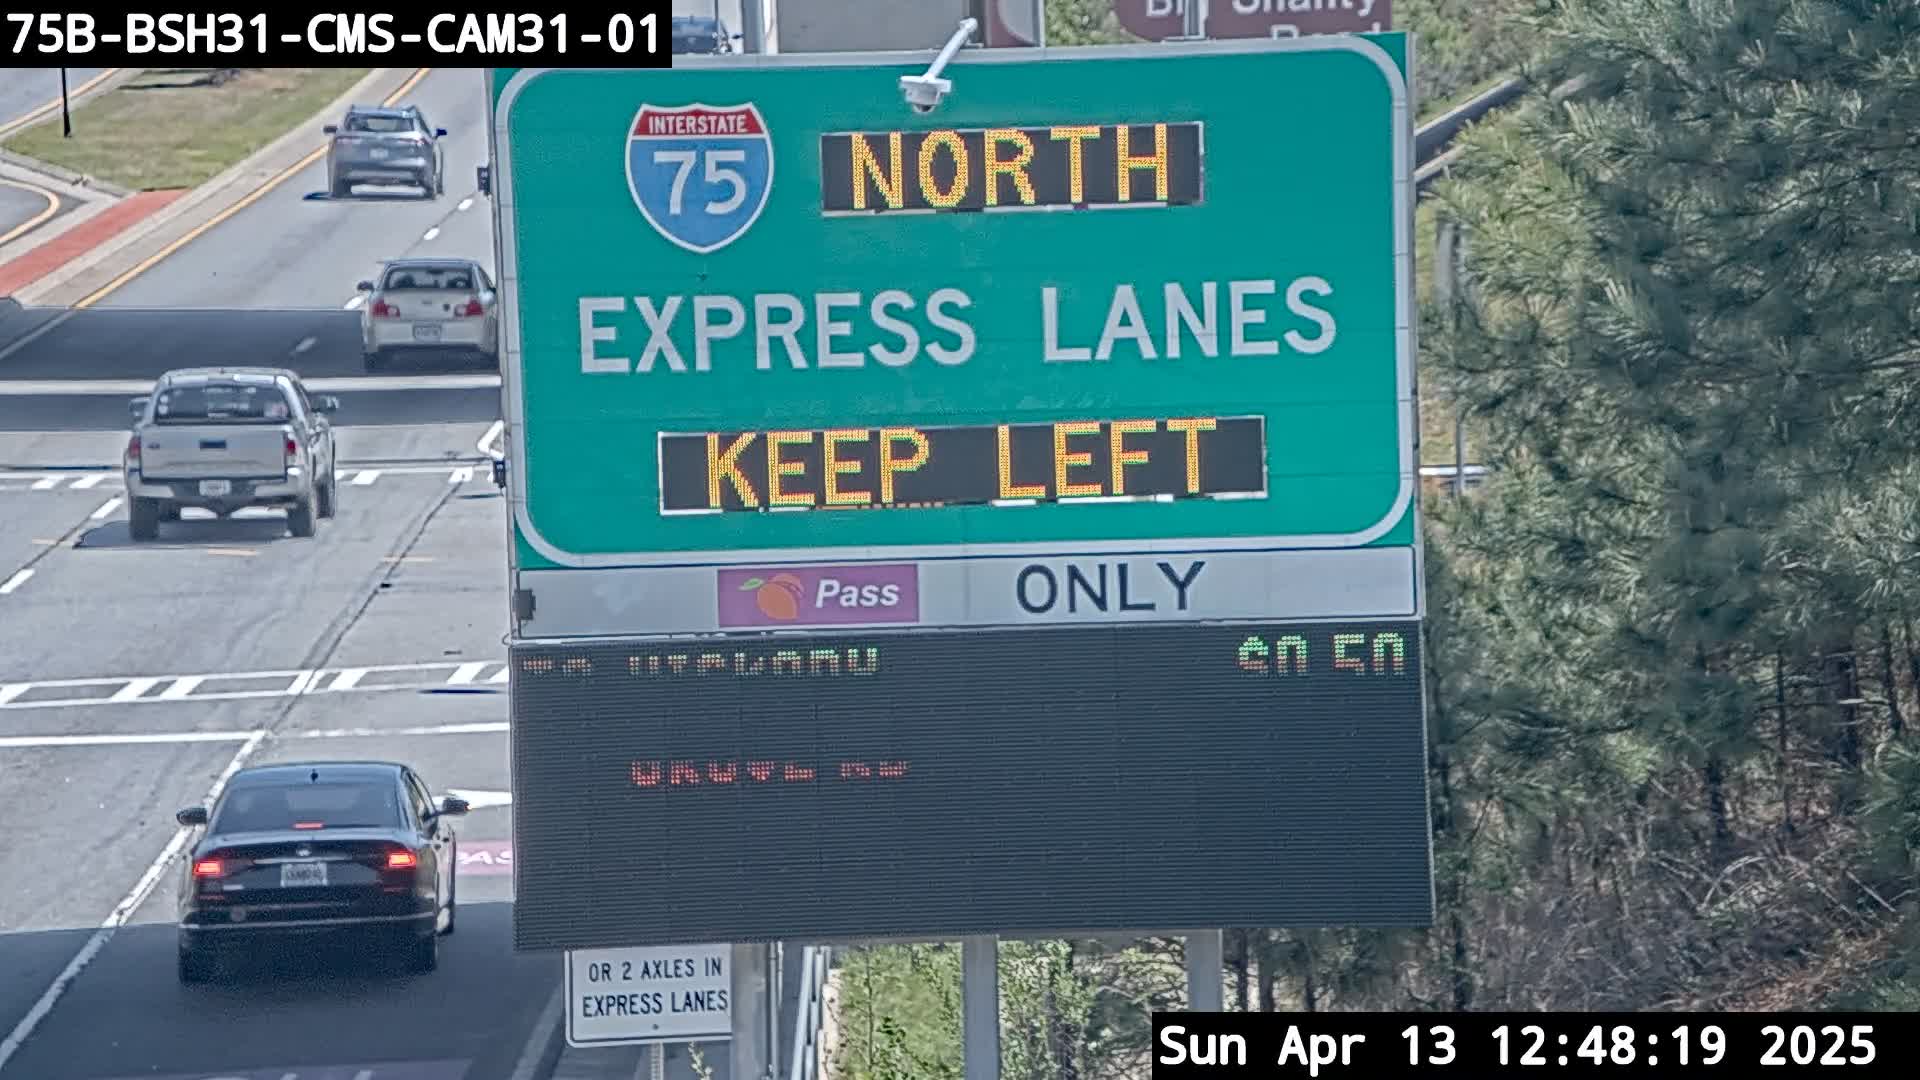 75B-BSH31-CMS-CAM31-01
Shanty
INTERSTATE
75
NORTH
EXPRESS LANES
KEEP LEFT
Pass
ONLY
OR 2 AXLES IN
EXPRESS LANES
Sun Apr 13 12:48:19 2025